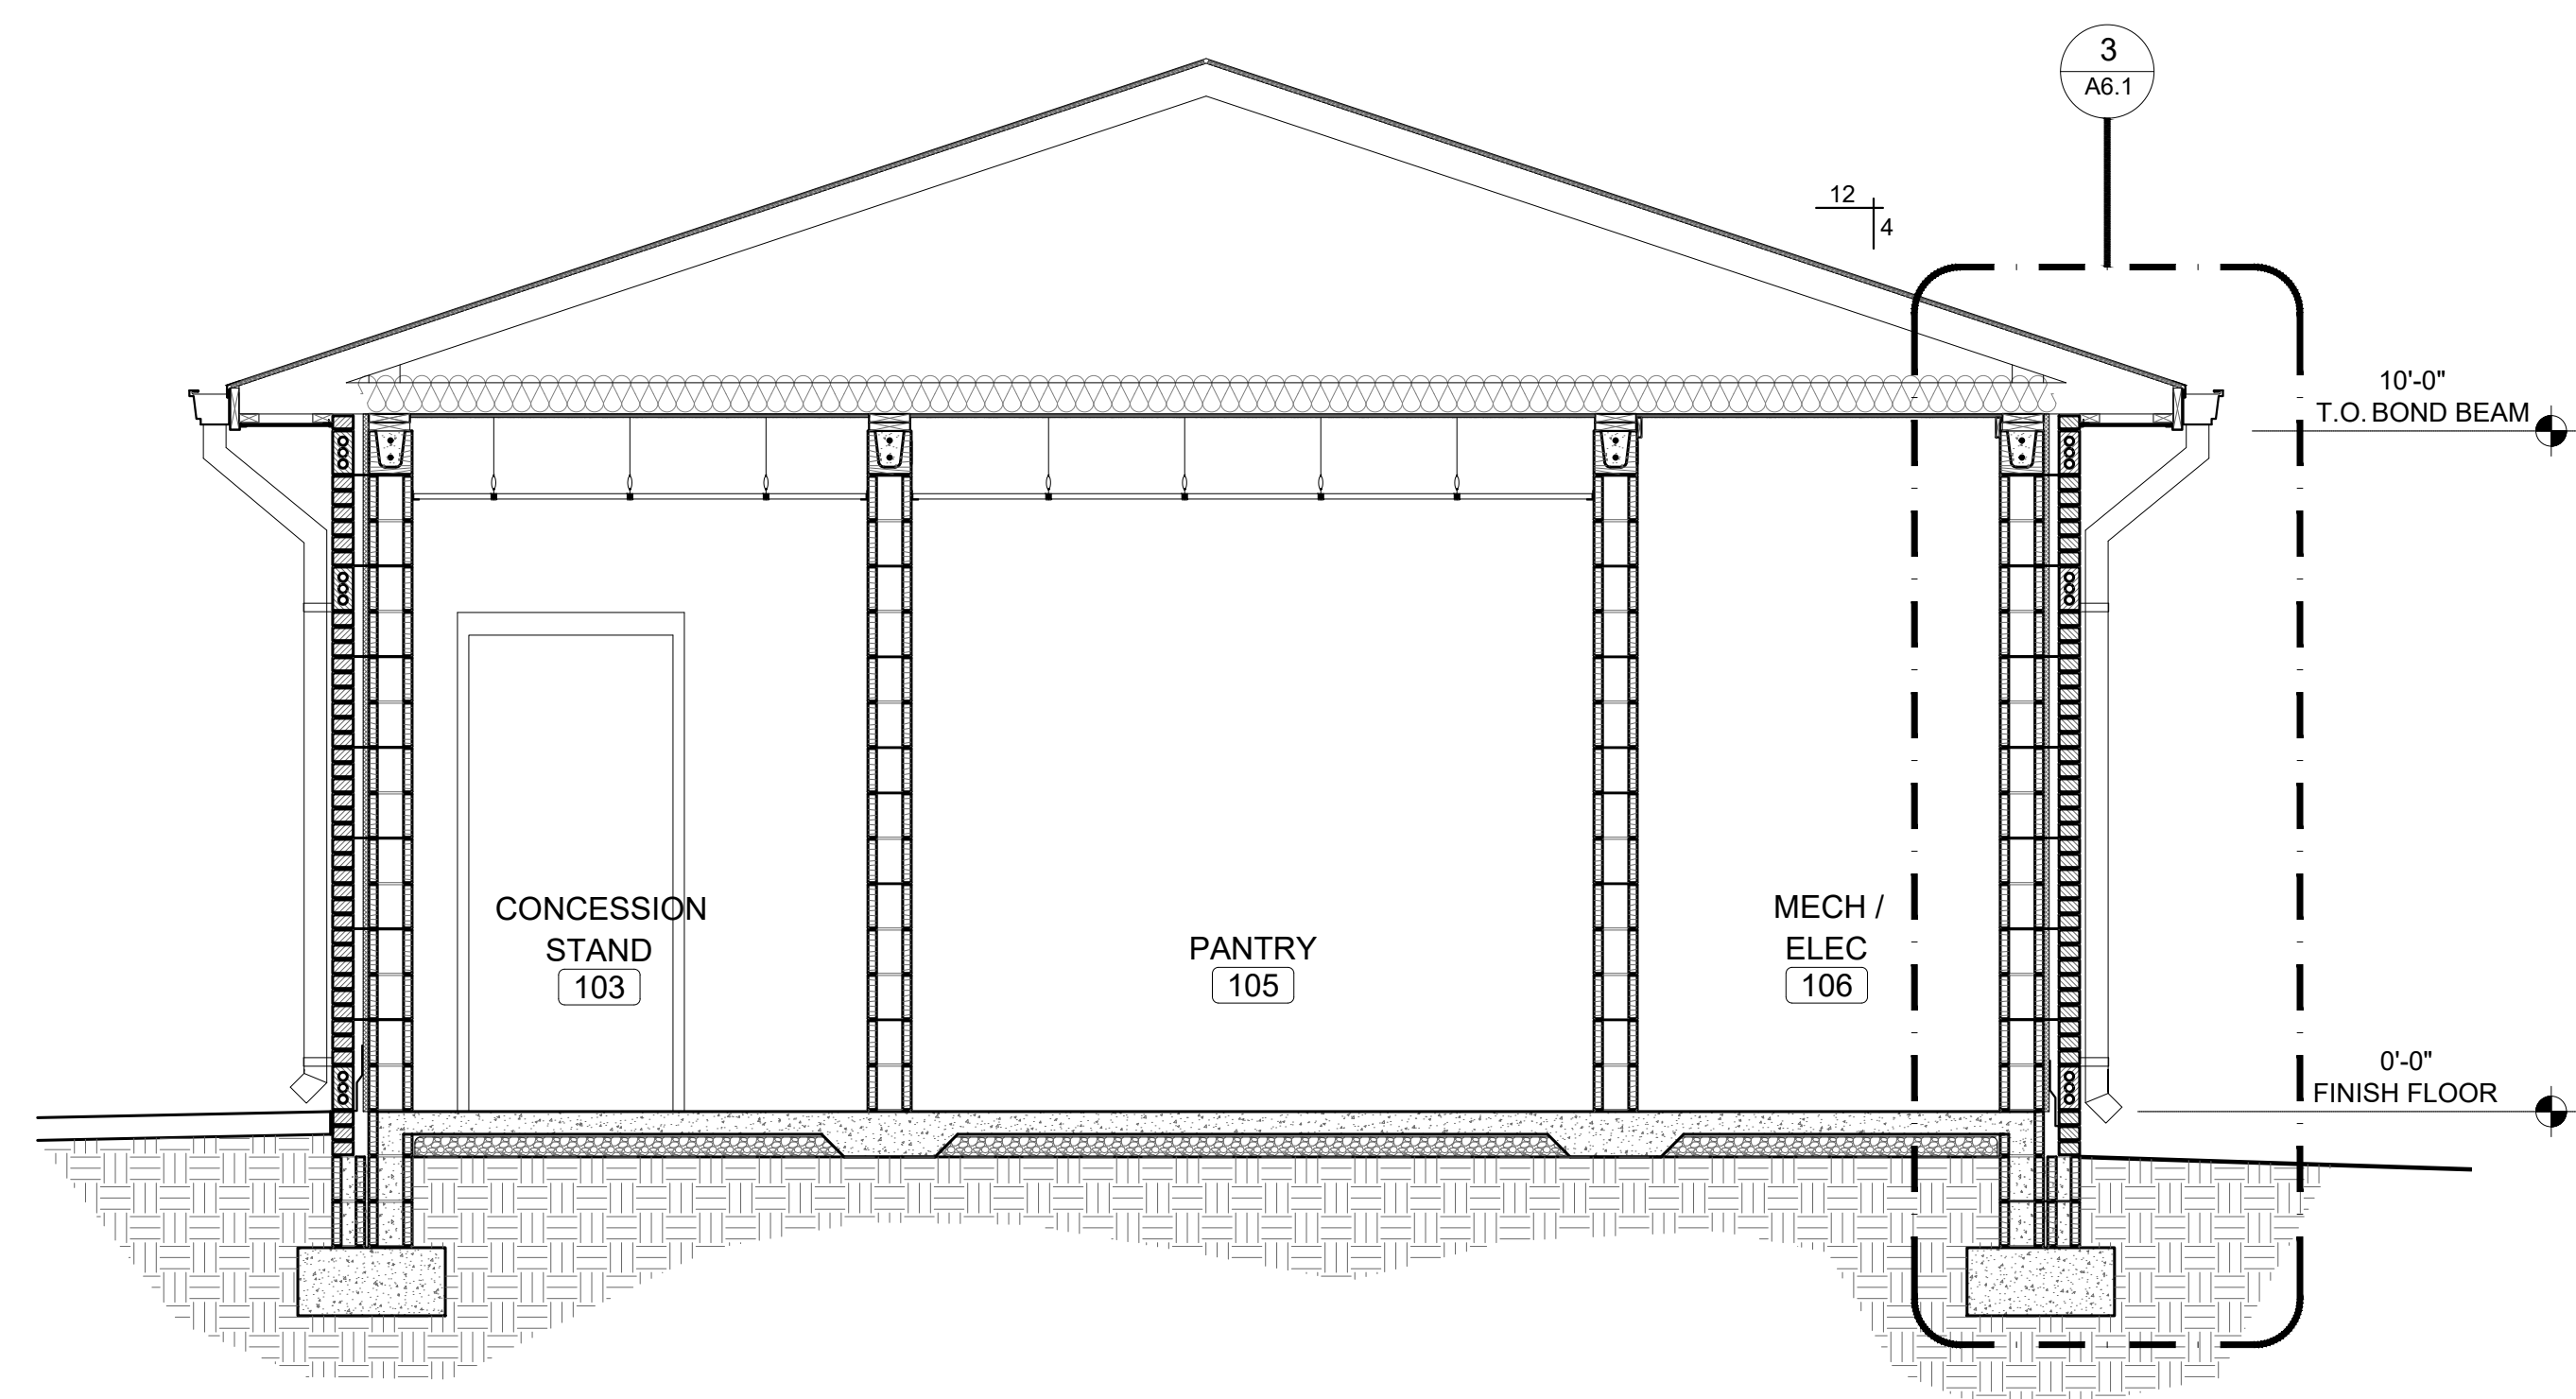 3
A6.1
12
4
10'-0"
T.O. BOND BEAM
CONCESSION
STAND
103
PANTRY
105
MECH /
ELEC
106
0'-0"
FINISH FLOOR